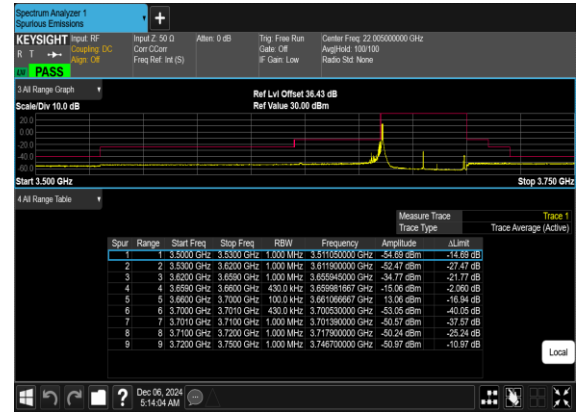 Spectrum Analyzer 1
Spurious Emissions
+
KEYSIGHT Input: RF Input Z: 50 Ω Atten: 0 dB Trig: Free Run Center Freq: 22.005000000 GHz
R T Coupling: DC Corr CCorr Gate: Off Avg|Hold: 100/100
Align: Off Freq Ref: Int (S) IF Gain: Low Radio Std: None
PASS
3 All Range Graph Ref Lvl Offset 36.43 dB
Scale/Div 10.0 dB Ref Value 30.00 dBm
20.0
0.00
-20.0
-40.0
-60.0
Start 3.500 GHz Stop 3.750 GHz
4 All Range Table
Measure Trace Trace 1
Trace Type Trace Average (Active)
Spur Range Start Freq Stop Freq RBW Frequency Amplitude ΔLimit
1 1 3.5000 GHz 3.5300 GHz 1.000 MHz 3.511050000 GHz -54.69 dBm -14.69 dB
2 2 3.5300 GHz 3.6200 GHz 1.000 MHz 3.611900000 GHz -52.47 dBm -27.47 dB
3 3 3.6200 GHz 3.6590 GHz 1.000 MHz 3.655945000 GHz -34.77 dBm -21.77 dB
4 4 3.6590 GHz 3.6600 GHz 430.0 kHz 3.659981667 GHz -15.06 dBm -2.060 dB
5 5 3.6600 GHz 3.7000 GHz 100.0 kHz 3.661066667 GHz 13.06 dBm -16.94 dB
6 6 3.7000 GHz 3.7010 GHz 430.0 kHz 3.700530000 GHz -53.05 dBm -40.05 dB
7 7 3.7010 GHz 3.7100 GHz 1.000 MHz 3.701390000 GHz -50.57 dBm -37.57 dB
8 8 3.7100 GHz 3.7200 GHz 1.000 MHz 3.717900000 GHz -50.24 dBm -25.24 dB
9 9 3.7200 GHz 3.7500 GHz 1.000 MHz 3.746700000 GHz -50.97 dBm -10.97 dB
Local
? Dec 06, 2024
5:14:04 AM